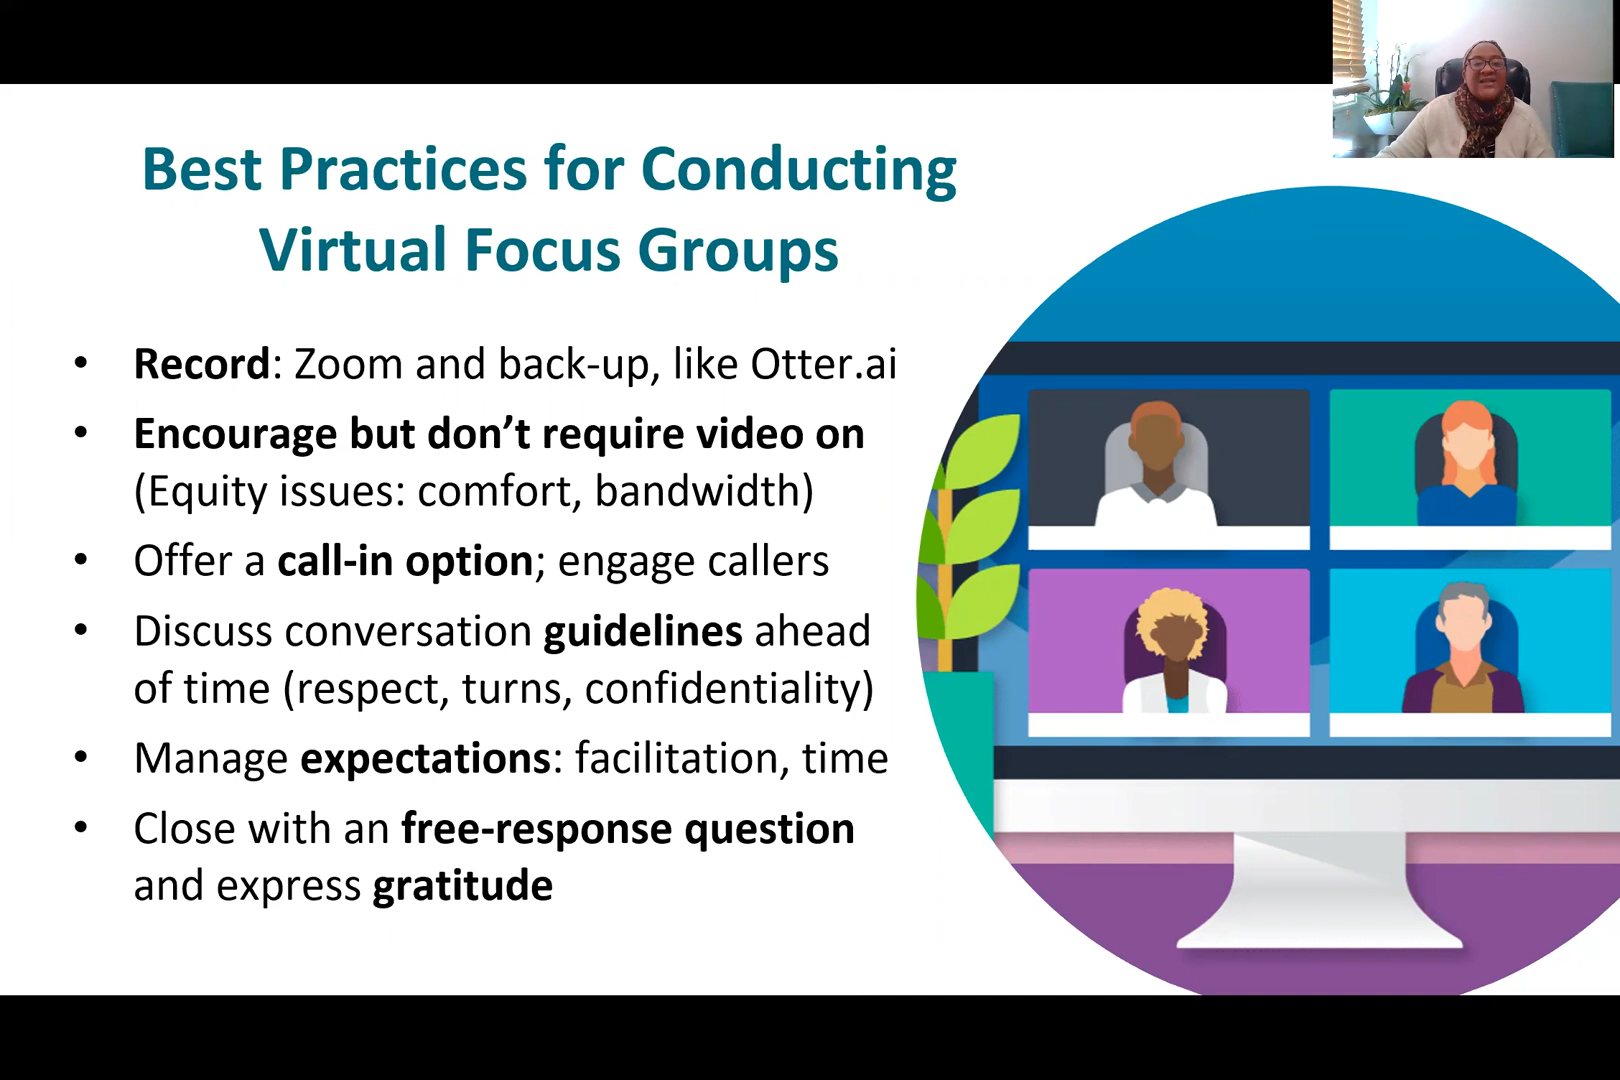 Best Practices for Conducting
Virtual Focus Groups
• Record: Zoom and back-up, like Otter.ai
• Encourage but don’t require video on
(Equity issues: comfort, bandwidth)
• Offer a call-in option; engage callers
• Discuss conversation guidelines ahead
of time (respect, turns, confidentiality)
• Manage expectations: facilitation, time
• Close with an free-response question
and express gratitude